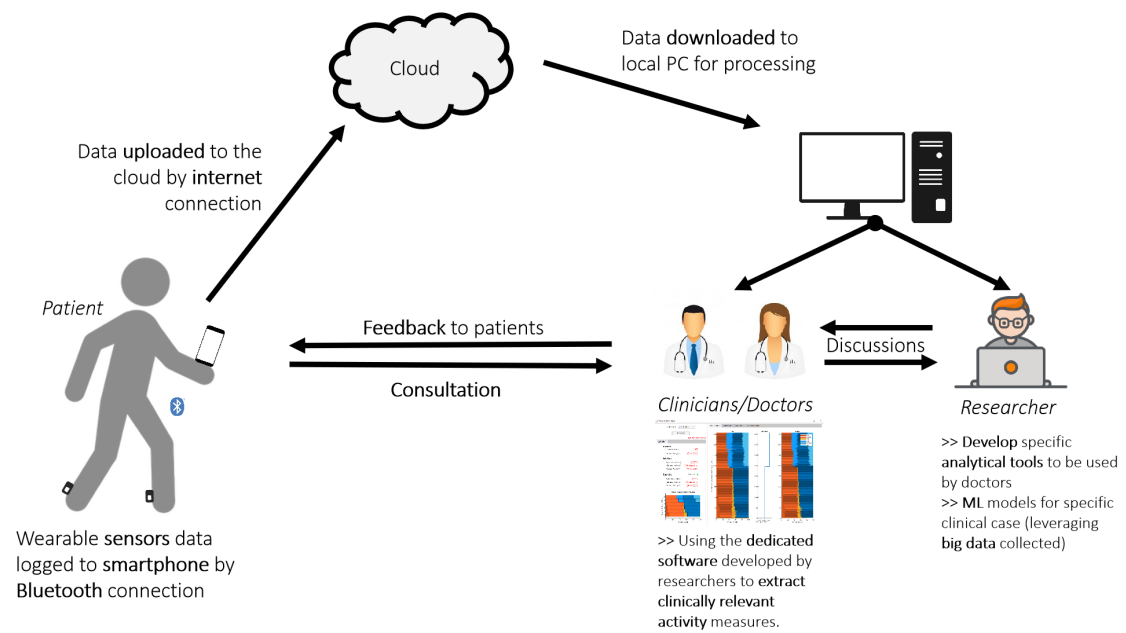 Cloud
Data downloaded to
local PC for processing
Data uploaded to the
cloud by internet
connection
Patient
Feedback to patients
Consultation
Discussions
Clinicians/Doctors
Researcher
Wearable sensors data
logged to smartphone by
Bluetooth connection
>> Using the dedicated
software developed by
researchers to extract
clinically relevant
activity measures.
>> Develop specific
analytical tools to be used
by doctors
>> ML models for specific
clinical case (leveraging
big data collected)